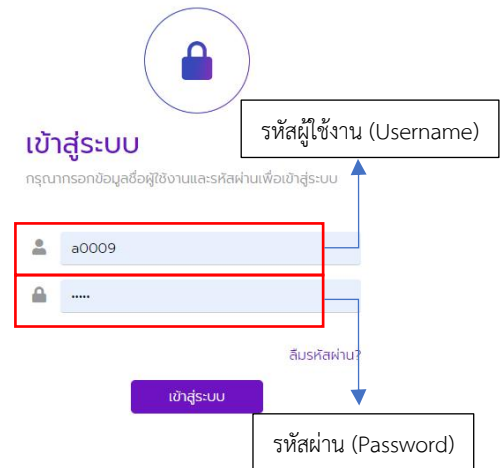 รหัสผู้ใช้งาน (Username)
เข้าสู่ระบบ
กรุณากรอกข้อมูลชื่อผู้ใช้งานและรหัสผ่านเพื่อเข้าสู่ระบบ
a0009
•••••
ลืมรหัสผ่าน?
เข้าสู่ระบบ
รหัสผ่าน (Password)